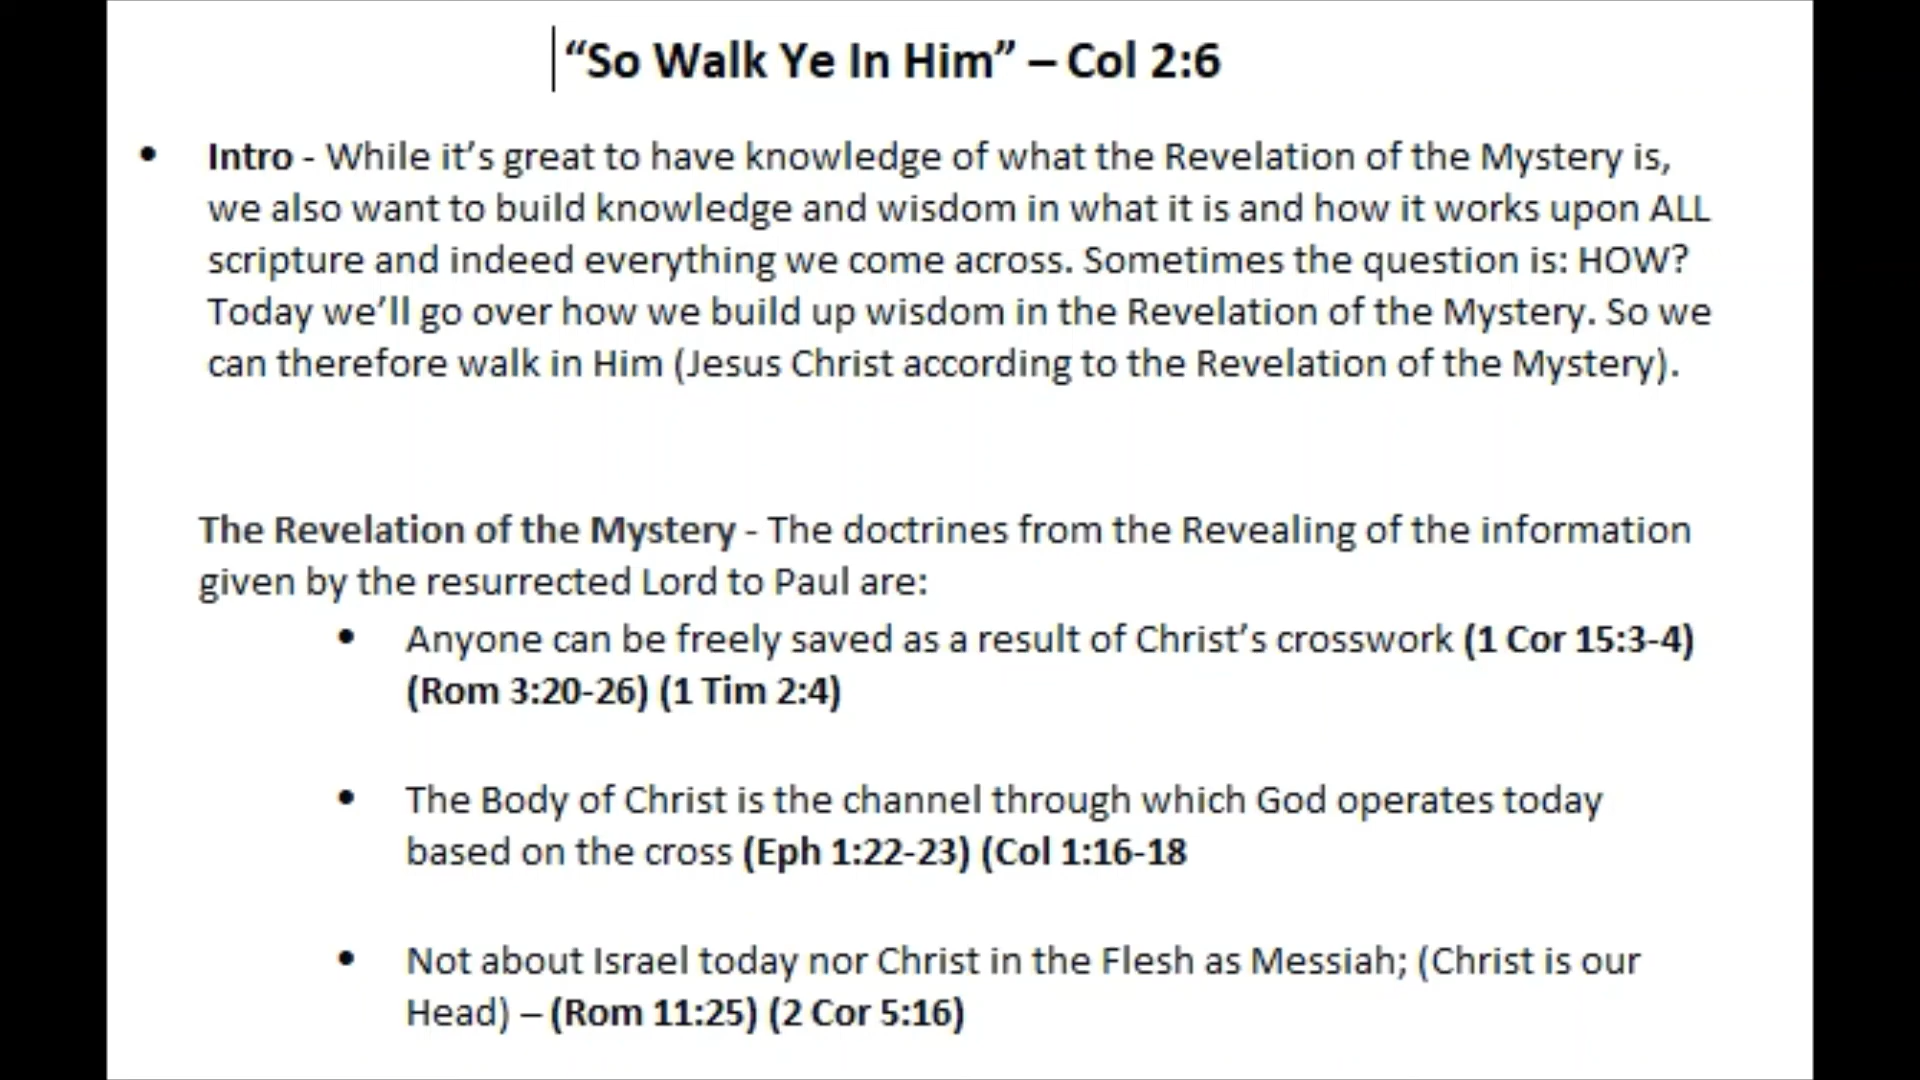 “So Walk Ye In Him” – Col 2:6
• Intro - While it’s great to have knowledge of what the Revelation of the Mystery is,
we also want to build knowledge and wisdom in what it is and how it works upon ALL
scripture and indeed everything we come across. Sometimes the question is: HOW?
Today we’ll go over how we build up wisdom in the Revelation of the Mystery. So we
can therefore walk in Him (Jesus Christ according to the Revelation of the Mystery).
The Revelation of the Mystery - The doctrines from the Revealing of the information
given by the resurrected Lord to Paul are:
• Anyone can be freely saved as a result of Christ’s crosswork (1 Cor 15:3-4)
(Rom 3:20-26) (1 Tim 2:4)
• The Body of Christ is the channel through which God operates today
based on the cross (Eph 1:22-23) (Col 1:16-18
• Not about Israel today nor Christ in the Flesh as Messiah; (Christ is our
Head) – (Rom 11:25) (2 Cor 5:16)